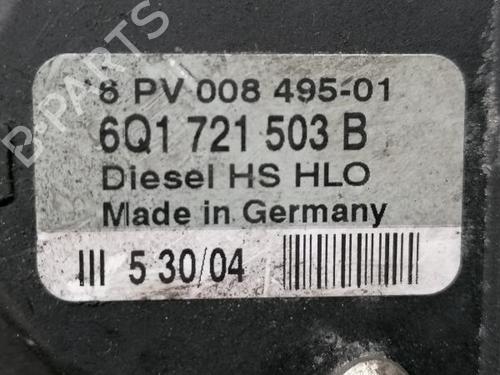 B-PARTS
6 PV 008 495-01
6Q1 721 503 B
Diesel HS HLO
Made in Germany
III 5 30/04